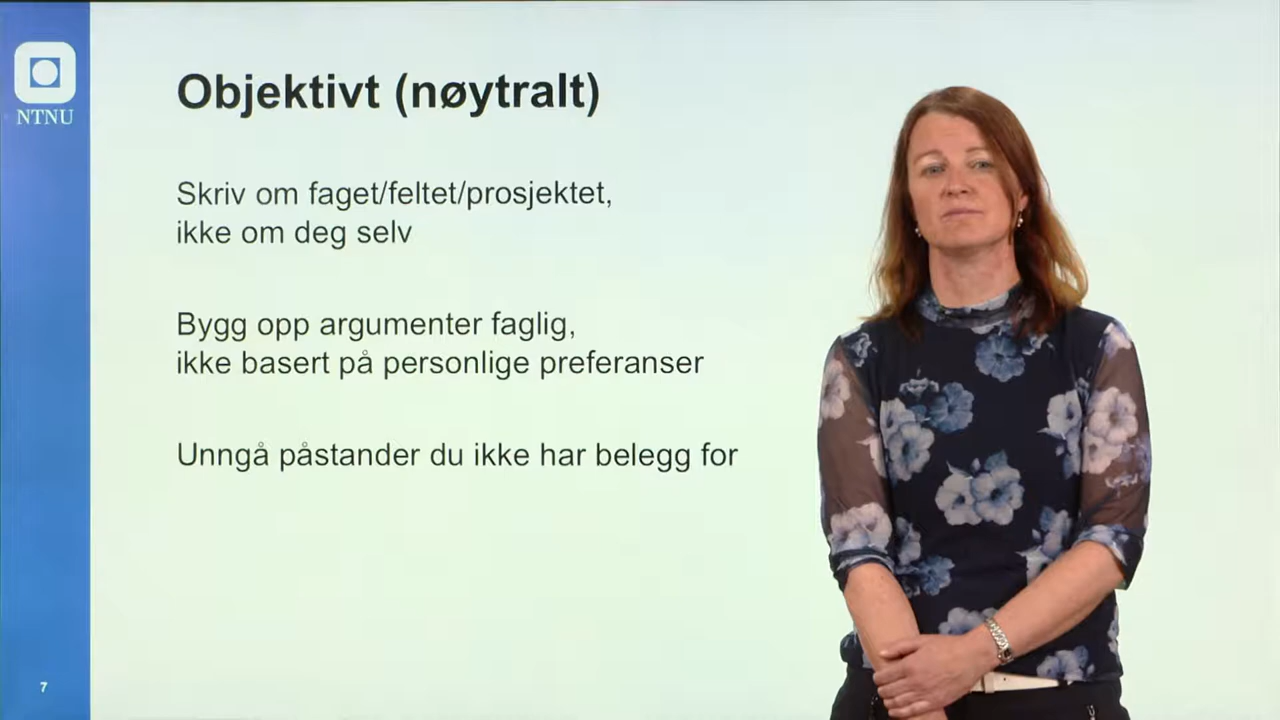 NTNU
Objektivt (nøytralt)
Skriv om faget/feltet/prosjektet,
ikke om deg selv
Bygg opp argumenter faglig,
ikke basert på personlige preferanser
Unngå påstander du ikke har belegg for
7